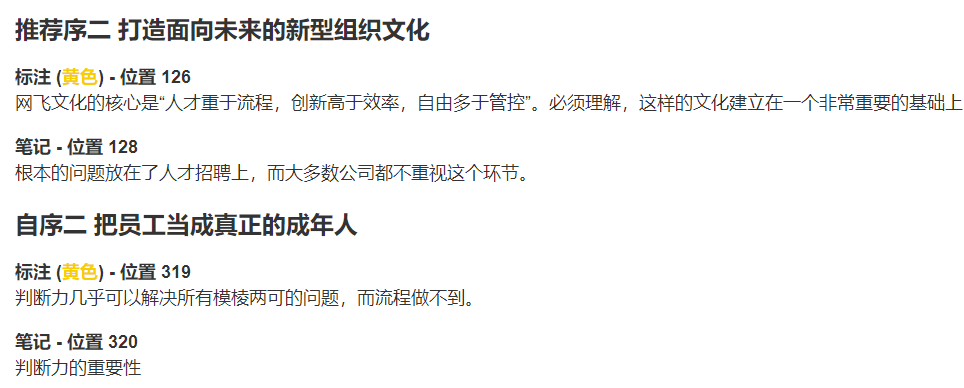 推荐序二 打造面向未来的新型组织文化
标注 (黄色) - 位置 126
网飞文化的核心是“人才重于流程，创新高于效率，自由多于管控”。必须理解，这样的文化建立在一个非常重要的基础上
笔记 - 位置 128
根本的问题放在了人才招聘上，而大多数公司都不重视这个环节。
自序二 把员工当成真正的成年人
标注 (黄色) - 位置 319
判断力几乎可以解决所有模棱两可的问题，而流程做不到。
笔记 - 位置 320
判断力的重要性